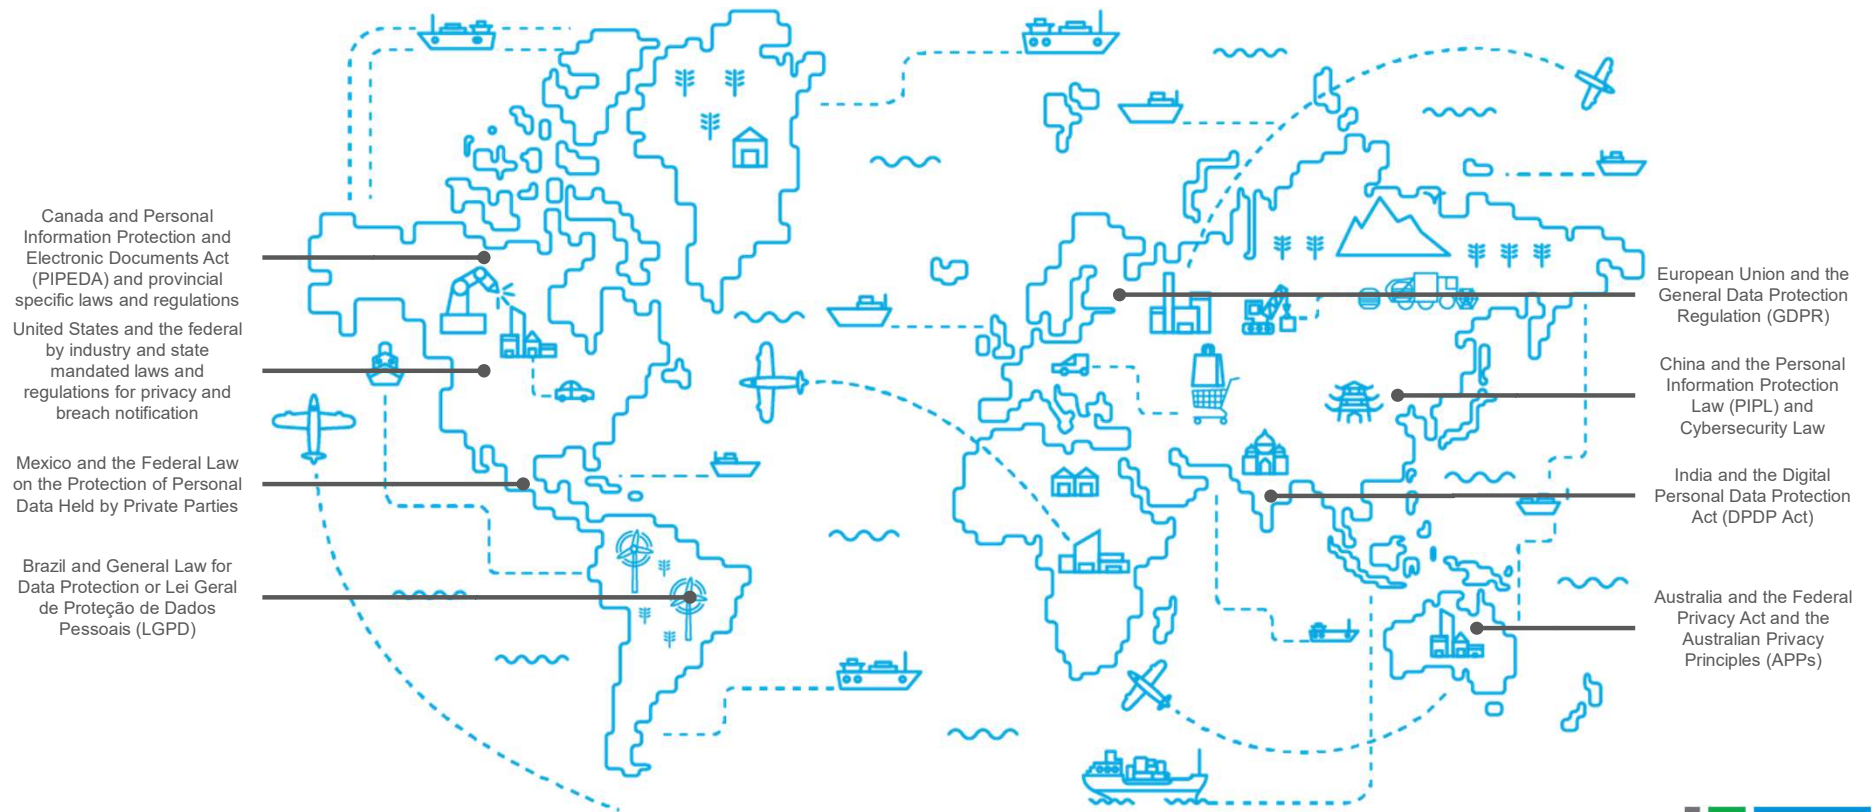 Canada and Personal
Information Protection and
Electronic Documents Act
(PIPEDA) and provincial
specific laws and regulations
United States and the federal
by industry and state
mandated laws and
regulations for privacy and
breach notification
Mexico and the Federal Law
on the Protection of Personal
Data Held by Private Parties
Brazil and General Law for
Data Protection or Lei Geral
de Proteção de Dados
Pessoais (LGPD)
European Union and the
General Data Protection
Regulation (GDPR)
China and the Personal
Information Protection
Law (PIPL) and
Cybersecurity Law
India and the Digital
Personal Data Protection
Act (DPDP Act)
Australia and the Federal
Privacy Act and the
Australian Privacy
Principles (APPs)